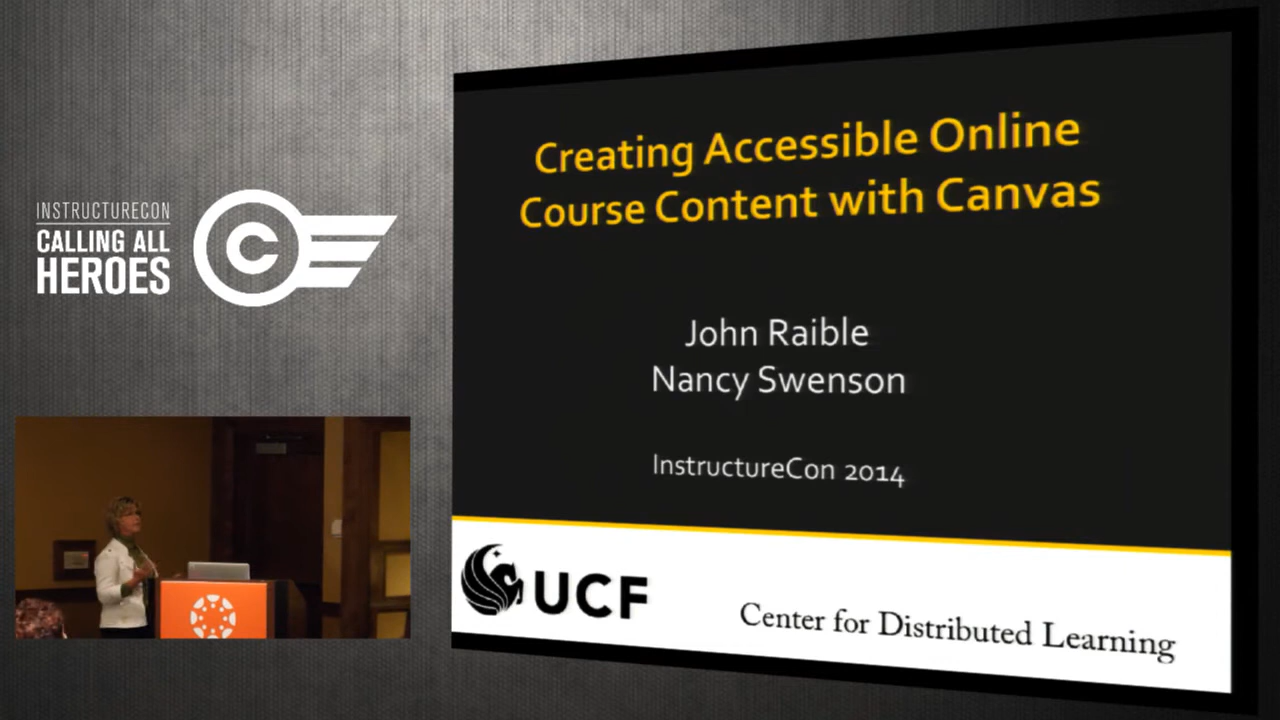 INSTRUCTURECON
CALLING ALL
HEROES
C
Creating Accessible Online
Course Content with Canvas
John Raible
Nancy Swenson
InstructureCon 2014
UCF
Center for Distributed Learning